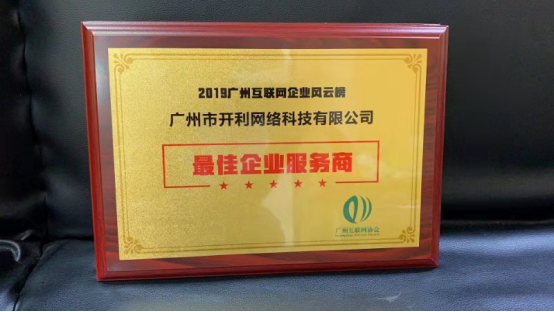 2019广州互联网企业风云榜
广州市开利网络科技有限公司
最佳企业服务商
广州互联网协会